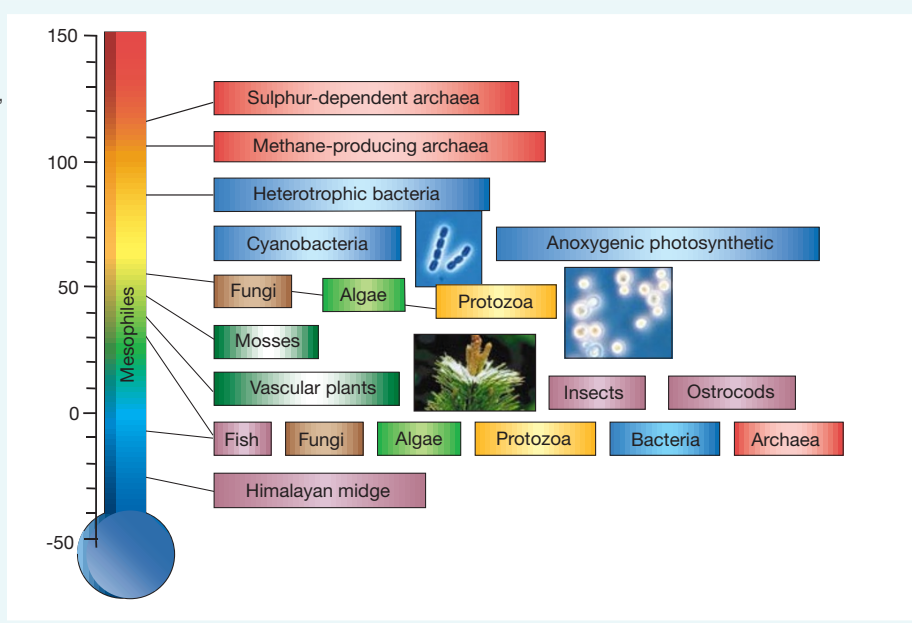 150
Sulphur-dependent archaea
Methane-producing archaea
100
Heterotrophic bacteria
Cyanobacteria
Anoxygenic photosynthetic
50
Fungi
Algae
Protozoa
Mesophiles
Mosses
Vascular plants
Insects
Ostrocods
0
Fish
Fungi
Algae
Protozoa
Bacteria
Archaea
Himalayan midge
-50